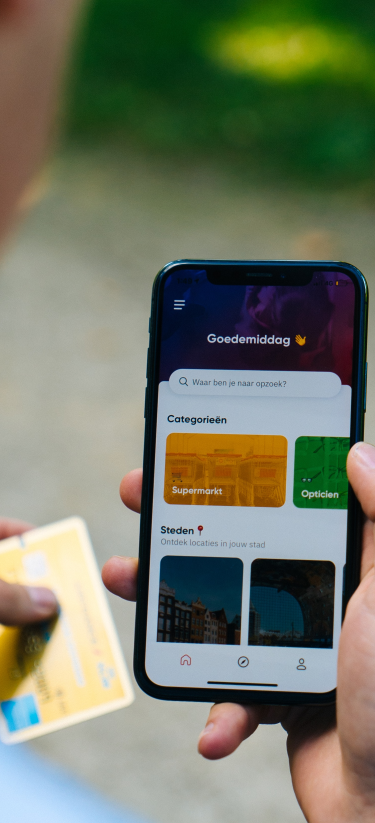 Goedemiddag 👋
Waar ben je naar opzoek?
Categorieën
Supermarkt
Opticien
Steden 📍
Ontdek locaties in jouw stad